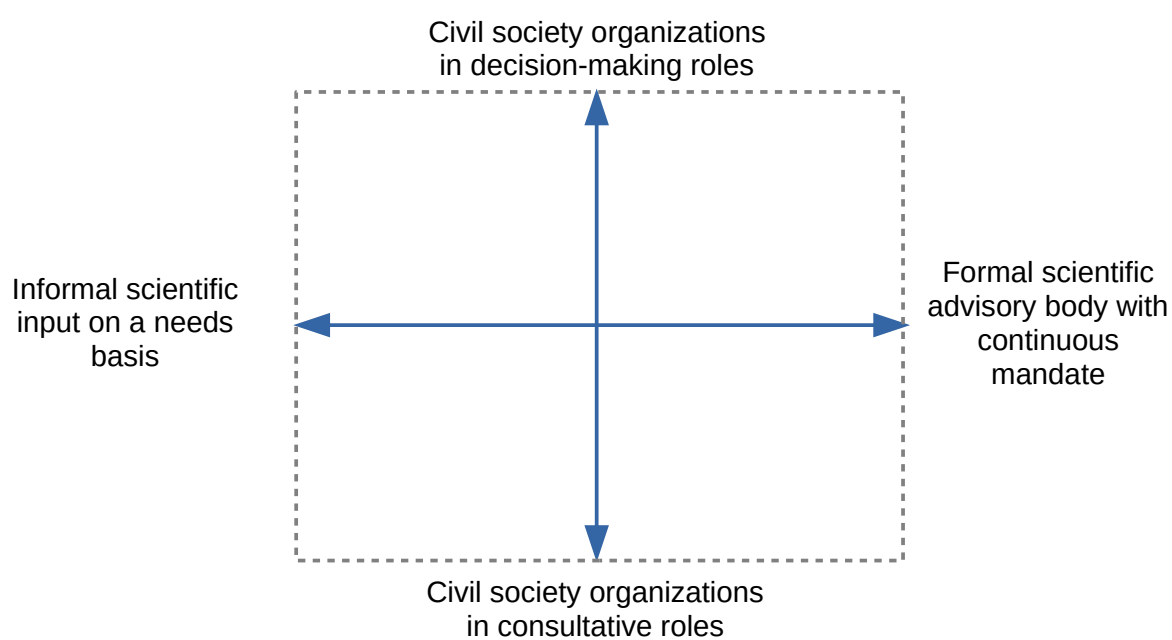 Civil society organizations
in decision-making roles
Informal scientific
input on a needs
basis
Formal scientific
advisory body with
continuous
mandate
Civil society organizations
in consultative roles